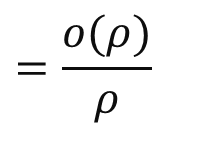 = o(ρ)/ρ